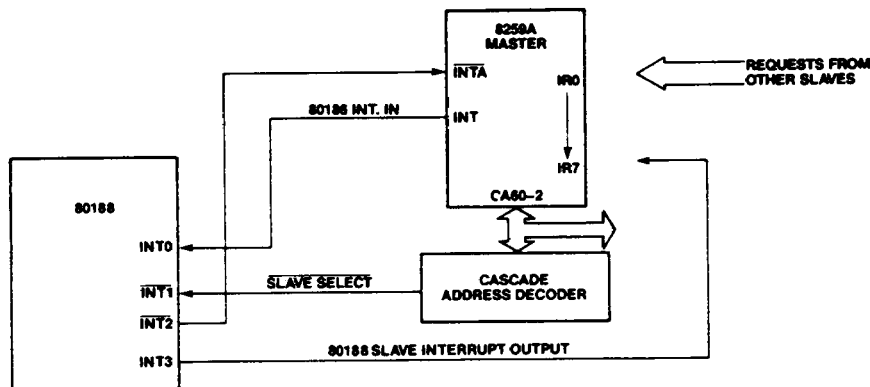 8259A
MASTER
INTA
IR0
REQUESTS FROM
OTHER SLAVES
80186 INT. IN
INT
IR7
80188
CA60-2
INT0
SLAVE SELECT
CASCADE
ADDRESS DECODER
INT1
INT2
80188 SLAVE INTERRUPT OUTPUT
INT3